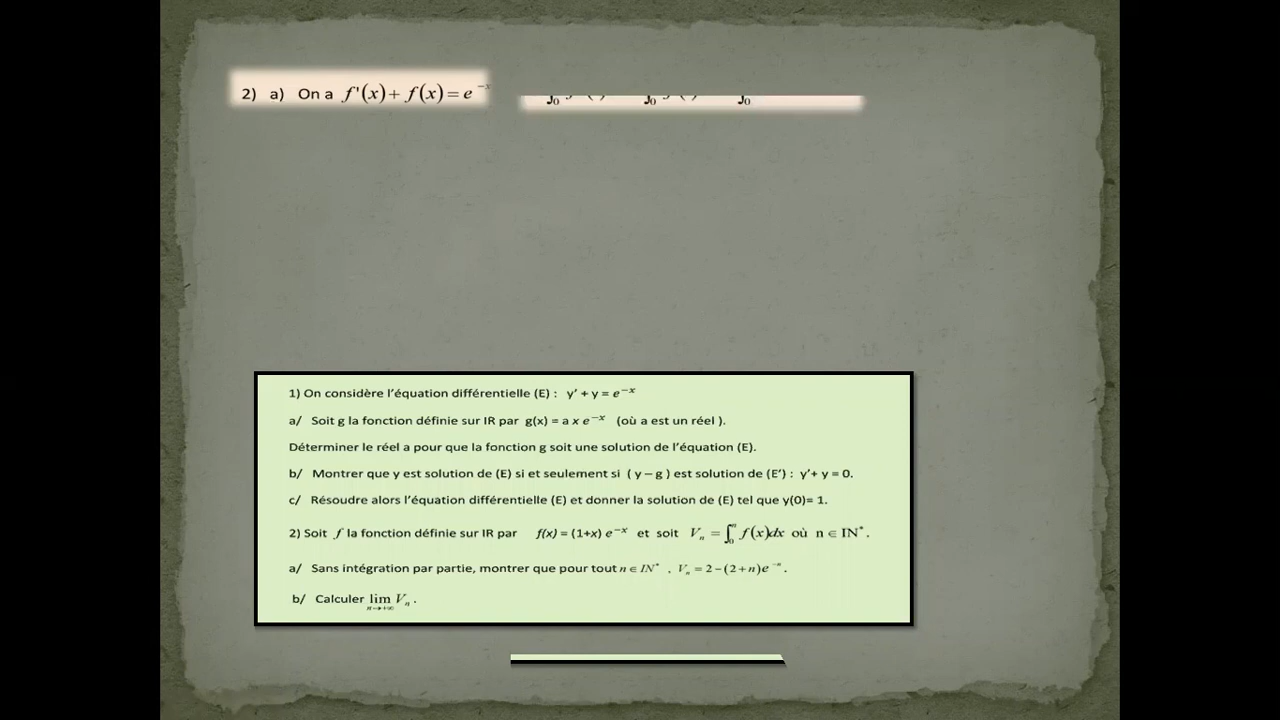 2) a) On a f'(x) + f(x) = e^{-x}
1) On considère l'équation différentielle (E) : y' + y = e^{-x}
a/ Soit g la fonction définie sur IR par g(x) = a x e^{-x} (où a est un réel ).
Déterminer le réel a pour que la fonction g soit une solution de l'équation (E).
b/ Montrer que y est solution de (E) si et seulement si ( y – g ) est solution de (E') : y'+ y = 0.
c/ Résoudre alors l'équation différentielle (E) et donner la solution de (E) tel que y(0)= 1.
2) Soit f la fonction définie sur IR par f(x) = (1+x) e^{-x} et soit V_n = ∫_0^n f(x)dx où n ∈ IN^*.
a/ Sans intégration par partie, montrer que pour tout n ∈ IN^* , V_n = 2 – (2 + n)e^{-n}.
b/ Calculer lim_{n→+∞} V_n.